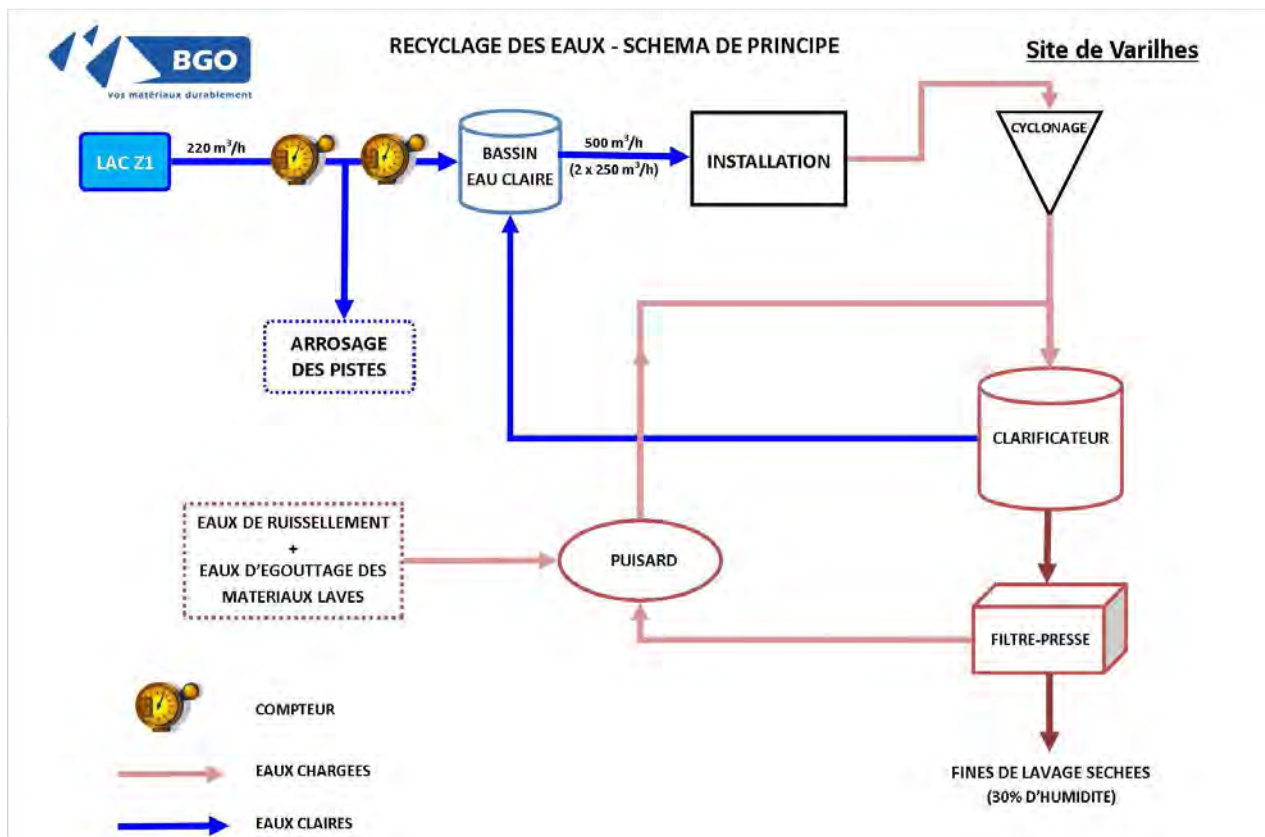 BGO
vos matériaux durablement
RECYCLAGE DES EAUX - SCHEMA DE PRINCIPE
Site de Varilhes
LAC Z1
220 m³/h
BASSIN
EAU CLAIRE
500 m³/h
(2 x 250 m³/h)
INSTALLATION
CYCLONAGE
ARROSAGE
DES PISTES
CLARIFICATEUR
EAUX DE RUISSELLEMENT
+
EAUX D'EGOUTTAGE DES
MATERIAUX LAVES
PUISARD
FILTRE-PRESSE
COMPTEUR
EAUX CHARGEES
EAUX CLAIRES
FINES DE LAVAGE SECHEES
(30% D'HUMIDITE)